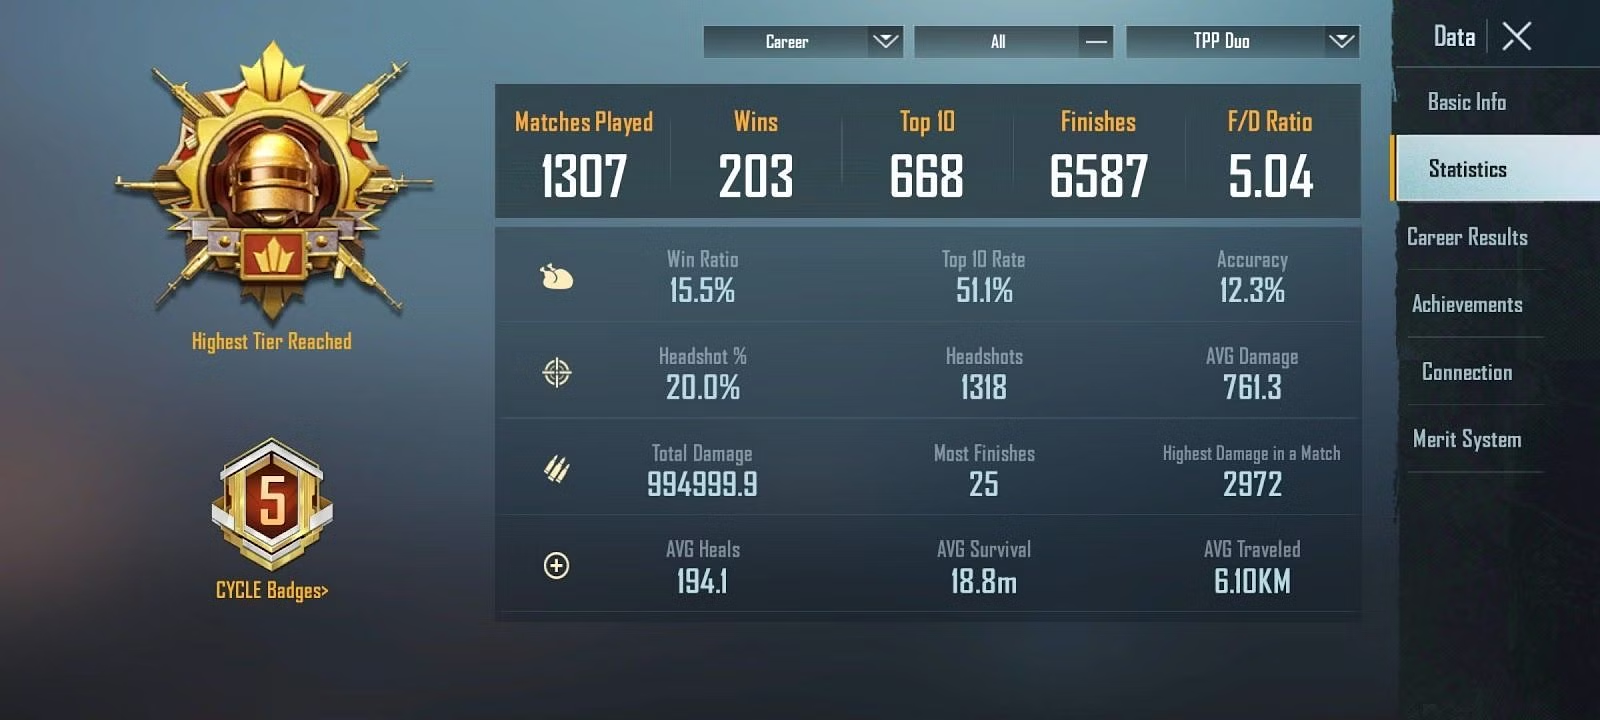 Career
All
TPP Duo
Data
Matches Played
Wins
Top 10
Finishes
F/D Ratio
1307
203
668
6587
5.04
Win Ratio
Top 10 Rate
Accuracy
15.5%
51.1%
12.3%
Headshot %
Headshots
AVG Damage
20.0%
1318
761.3
Total Damage
Most Finishes
Highest Damage in a Match
994999.9
25
2972
AVG Heals
AVG Survival
AVG Traveled
194.1
18.8m
6.10KM
Highest Tier Reached
5
CYCLE Badges>
Basic Info
Statistics
Career Results
Achievements
Connection
Merit System